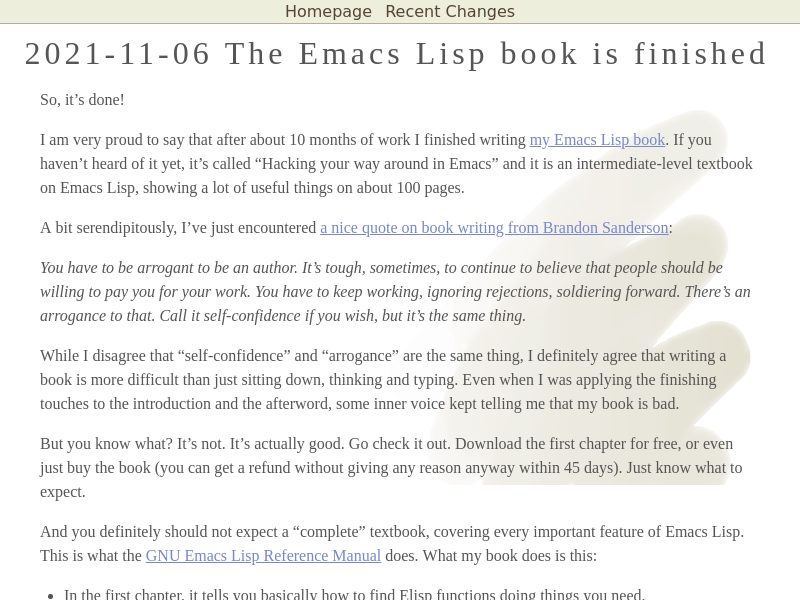 Homepage Recent Changes
2021-11-06 The Emacs Lisp book is finished
So, it’s done!
I am very proud to say that after about 10 months of work I finished writing my Emacs Lisp book. If you
haven’t heard of it yet, it’s called “Hacking your way around in Emacs” and it is an intermediate-level textbook
on Emacs Lisp, showing a lot of useful things on about 100 pages.
A bit serendipitously, I’ve just encountered a nice quote on book writing from Brandon Sanderson:
You have to be arrogant to be an author. It’s tough, sometimes, to continue to believe that people should be
willing to pay you for your work. You have to keep working, ignoring rejections, soldiering forward. There’s an
arrogance to that. Call it self-confidence if you wish, but it’s the same thing.
While I disagree that “self-confidence” and “arrogance” are the same thing, I definitely agree that writing a
book is more difficult than just sitting down, thinking and typing. Even when I was applying the finishing
touches to the introduction and the afterword, some inner voice kept telling me that my book is bad.
But you know what? It’s not. It’s actually good. Go check it out. Download the first chapter for free, or even
just buy the book (you can get a refund without giving any reason anyway within 45 days). Just know what to
expect.
And you definitely should not expect a “complete” textbook, covering every important feature of Emacs Lisp.
This is what the GNU Emacs Lisp Reference Manual does. What my book does is this:
• In the first chapter, it tells you basically how to find Elisp functions doing things you need.